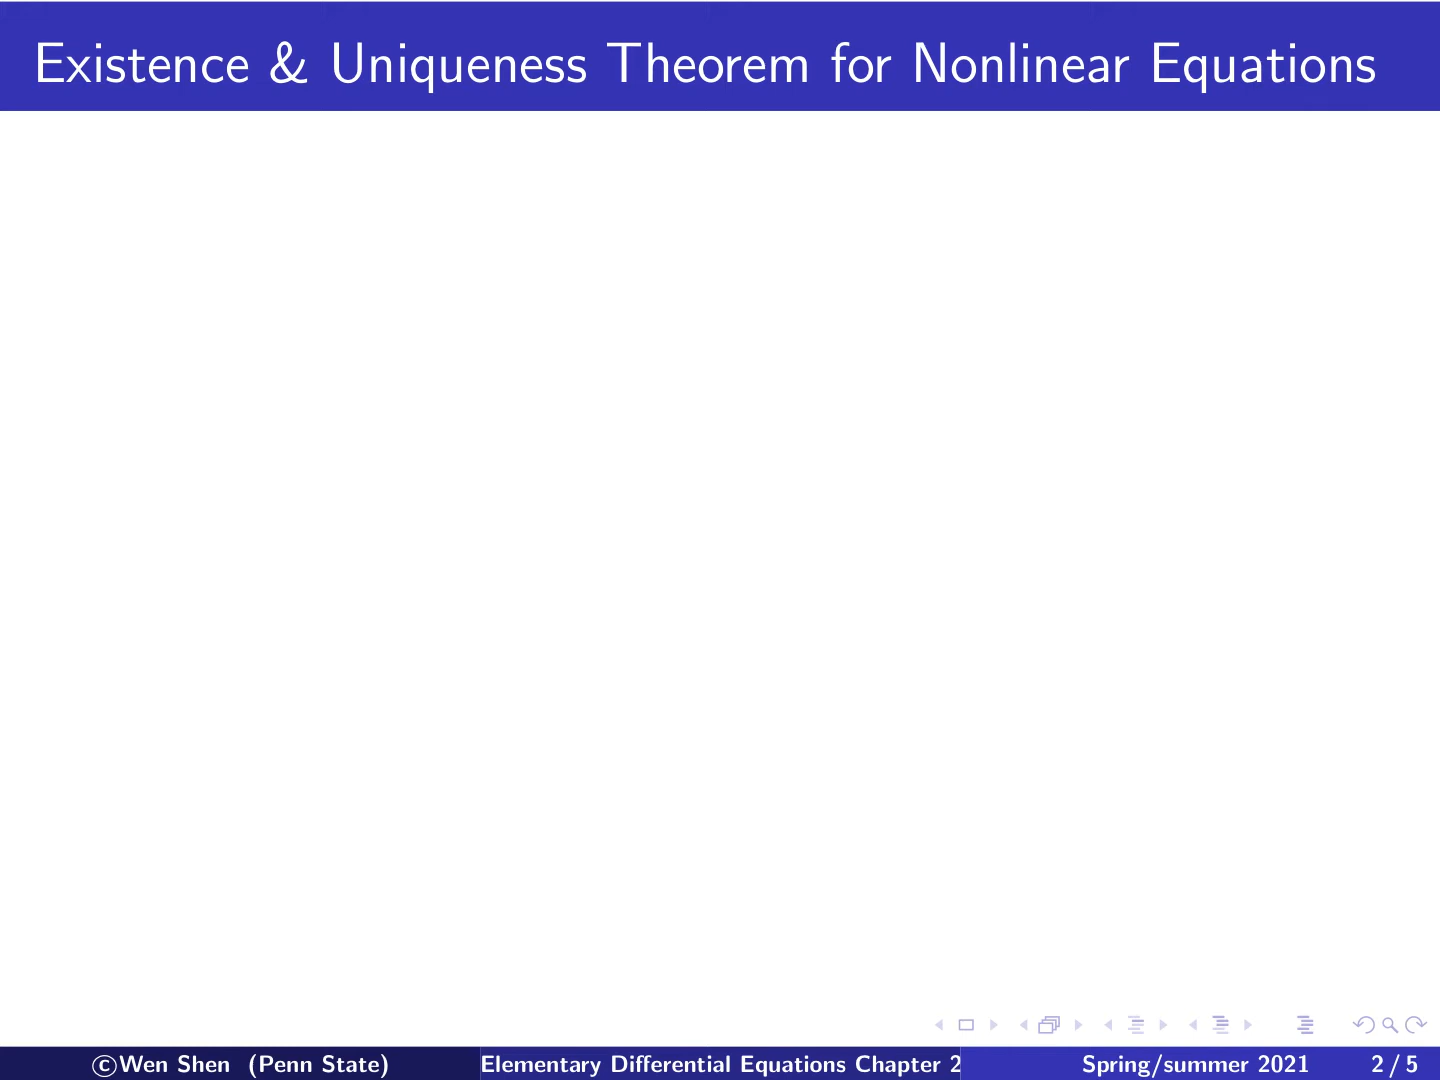 Existence & Uniqueness Theorem for Nonlinear Equations
©Wen Shen (Penn State) Elementary Differential Equations Chapter 2 Spring/summer 2021 2 / 5